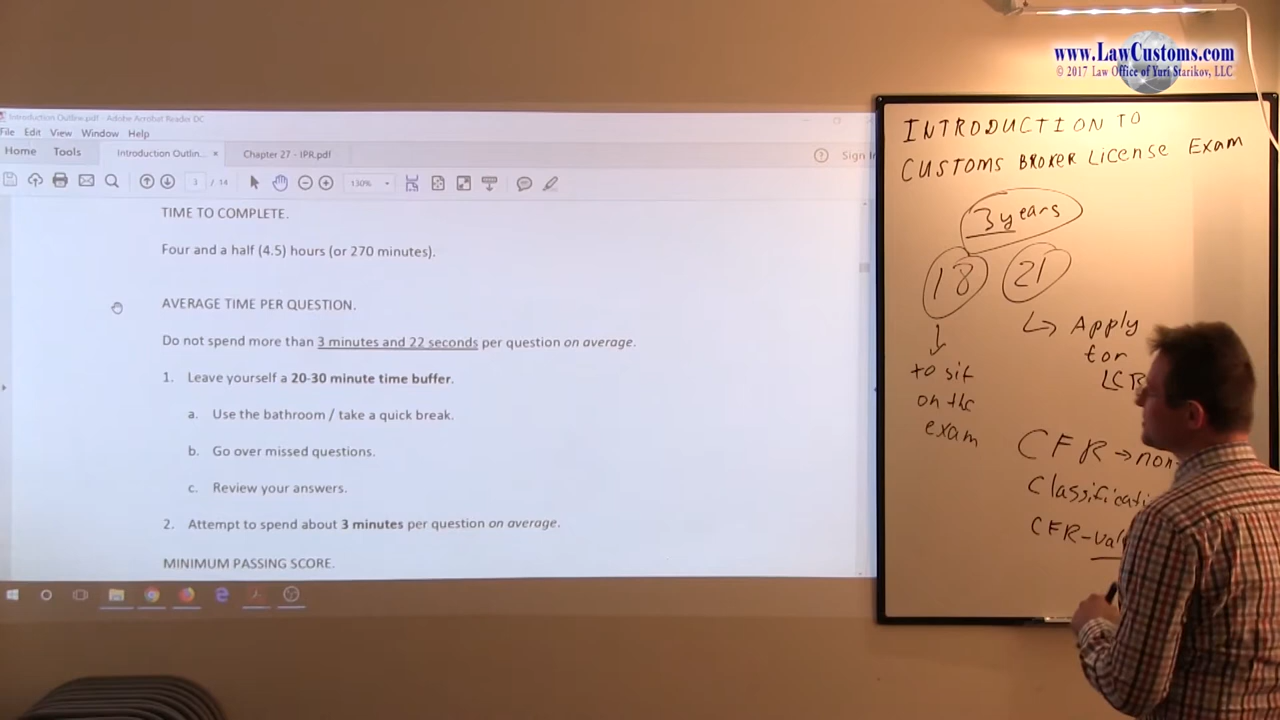 www.LawCustoms.com
© 2017 Law Office of Yuri Starikov, LLC
Introduction Outline.pdf - Adobe Acrobat Reader DC
File Edit View Window Help
Home Tools Introduction Outlin... × Chapter 27 - IPR.pdf ? Sign In
3 / 14 130%
TIME TO COMPLETE.
Four and a half (4.5) hours (or 270 minutes).
AVERAGE TIME PER QUESTION.
Do not spend more than 3 minutes and 22 seconds per question on average.
1. Leave yourself a 20-30 minute time buffer.
a. Use the bathroom / take a quick break.
b. Go over missed questions.
c. Review your answers.
2. Attempt to spend about 3 minutes per question on average.
MINIMUM PASSING SCORE.
INTRODUCTION TO
CUSTOMS BROKER LICENSE EXAM
3 years
18 21
↓
to sit
on the
exam
↳ Apply
for
LCB
CFR → non
Classificati
CFR-val